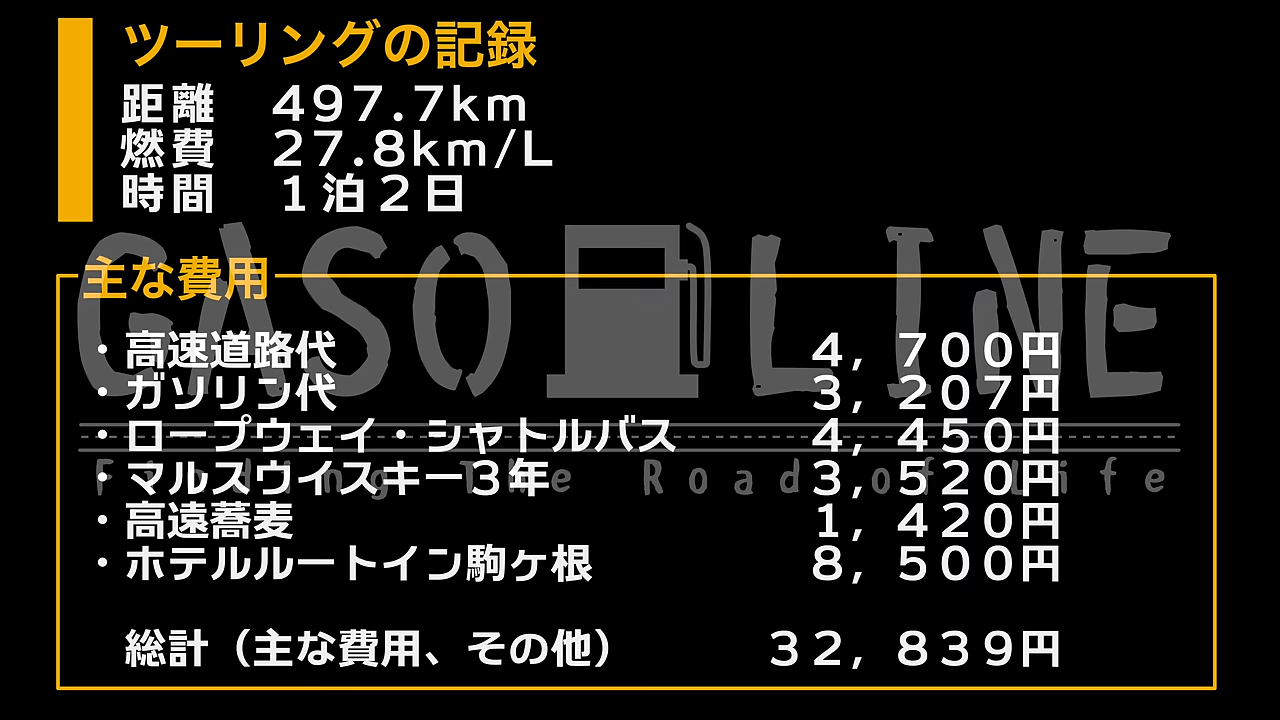 ツーリングの記録
距離　497.7km
燃費　27.8km/L
時間　１泊２日
GASOLINE
主な費用
・高速道路代　４，７００円
・ガソリン代　３，２０７円
・ロープウェイ・シャトルバス　４，４５０円
Finding The Road of Life
・マルスウイスキー３年　３，５２０円
・高遠蕎麦　１，４２０円
・ホテルルートイン駒ヶ根　８，５００円
総計（主な費用、その他）　３２，８３９円